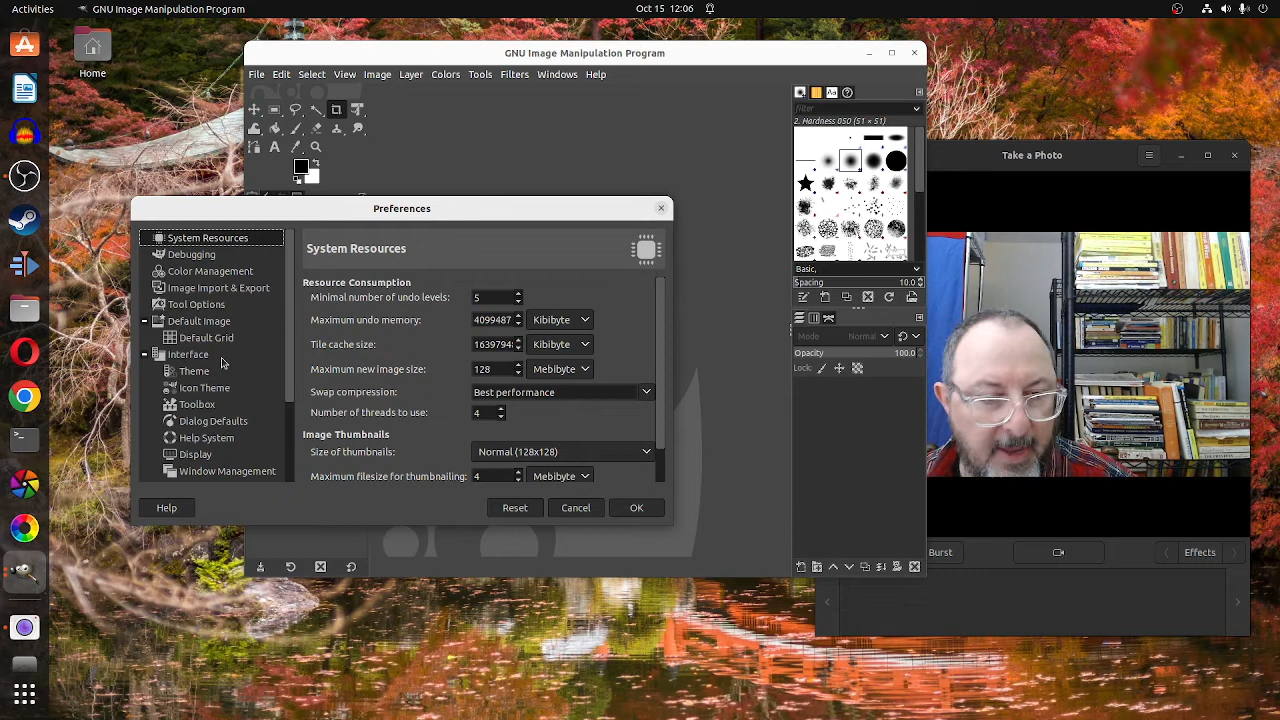 Activities
GNU Image Manipulation Program
Oct 15 12:06
Home
GNU Image Manipulation Program
File Edit Select View Image Layer Colors Tools Filters Windows Help
Aa
filter
2. Hardness 050 (51 × 51)
Basic,
Spacing 10.0
Mode Normal
Opacity 100.0
Lock:
Take a Photo
Burst
Effects
Preferences
System Resources
Debugging
Color Management
Image Import & Export
Tool Options
Default Image
Default Grid
Interface
Theme
Icon Theme
Toolbox
Dialog Defaults
Help System
Display
Window Management
System Resources
Resource Consumption
Minimal number of undo levels: 5
Maximum undo memory: 4099487 Kibibyte
Tile cache size: 16397948 Kibibyte
Maximum new image size: 128 Mebibyte
Swap compression: Best performance
Number of threads to use: 4
Image Thumbnails
Size of thumbnails: Normal (128x128)
Maximum filesize for thumbnailing: 4 Mebibyte
Help
Reset Cancel OK